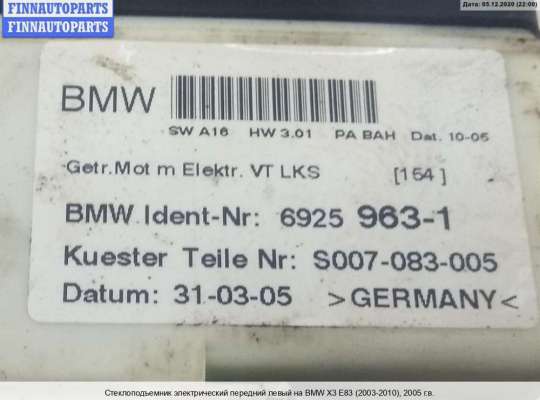 FINNAUTOPARTS
FINNAUTOPARTS
FINNAUTOPARTS
Дата: 05.12.2020 (22:00)
BMW
SW A16 HW 3.01 PA BAH Dat. 10-05
Getr.Mot m Elektr. VT LKS [154]
BMW Ident-Nr: 6925 963-1
Kuester Teile Nr: S007-083-005
Datum: 31-03-05 >GERMANY<
Стеклоподъемник электрический передний левый на BMW X3 E83 (2003-2010), 2005 г.в.